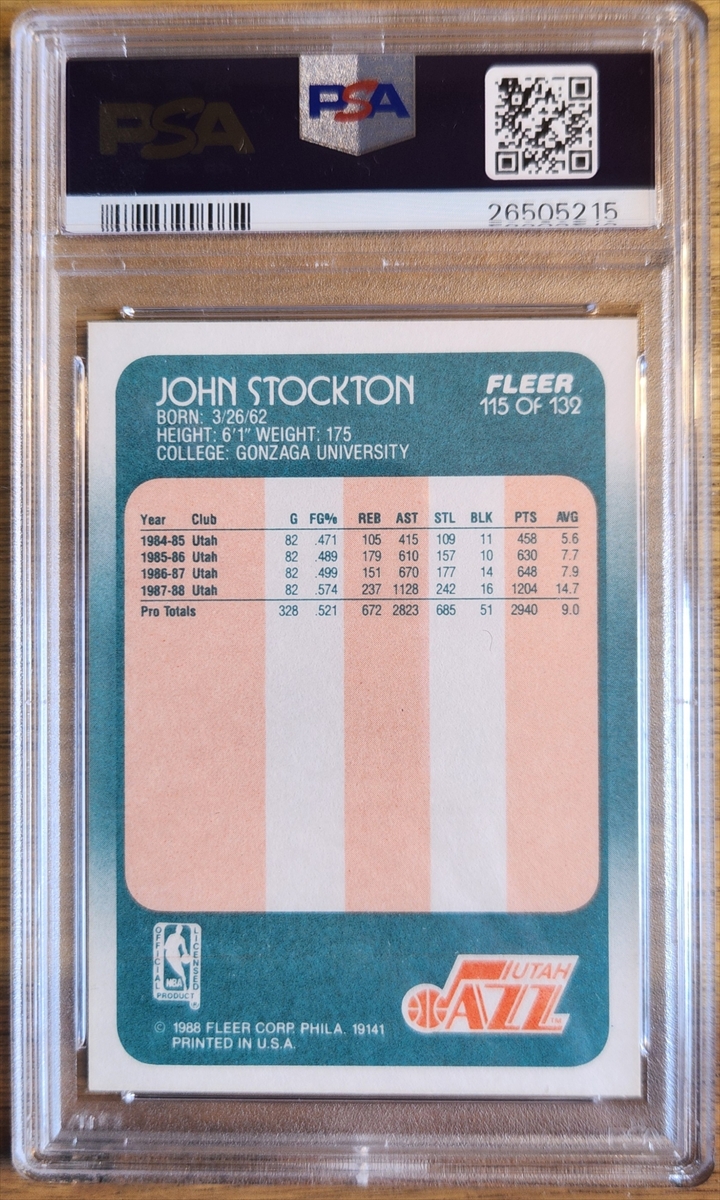 PSA PSA
26505215
JOHN STOCKTON FLEER
BORN: 3/26/62 115 OF 132
HEIGHT: 6'1" WEIGHT: 175
COLLEGE: GONZAGA UNIVERSITY
Year Club G FG% REB AST STL BLK PTS AVG
1984-85 Utah 82 .471 105 415 109 11 458 5.6
1985-86 Utah 82 .489 179 610 157 10 630 7.7
1986-87 Utah 82 .499 151 670 177 14 648 7.9
1987-88 Utah 82 .574 237 1128 242 16 1204 14.7
Pro Totals 328 .521 672 2823 685 51 2940 9.0
OFFICIAL LICENSED
NBA
PRODUCT ®
UTAH
JAZZ ™
© 1988 FLEER CORP. PHILA. 19141
PRINTED IN U.S.A.